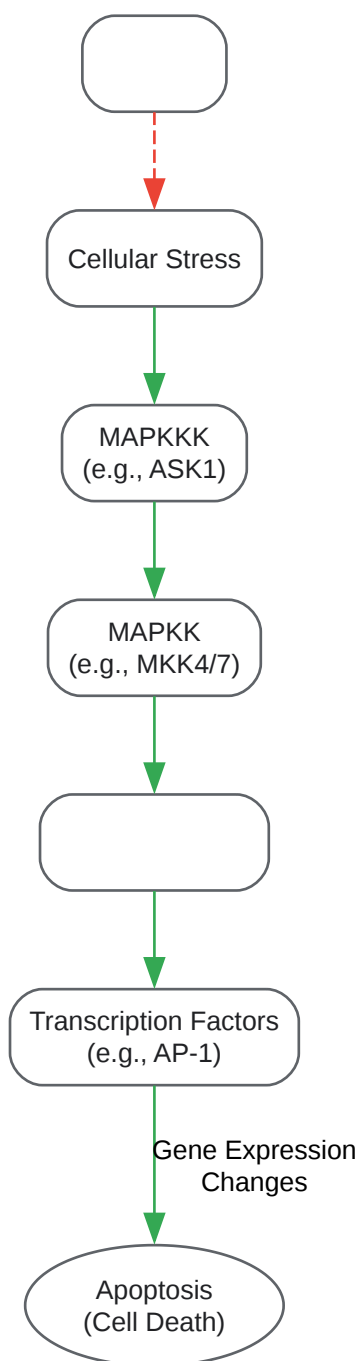 Cellular Stress
MAPKKK
(e.g., ASK1)
MAPKK
(e.g., MKK4/7)
Transcription Factors
(e.g., AP-1)
Gene Expression
Changes
Apoptosis
(Cell Death)